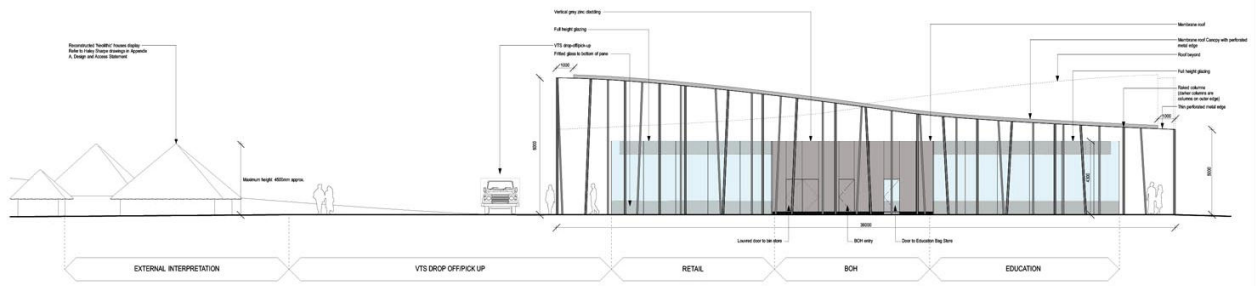 Vertical grey zinc cladding
Full height glazing
VTS drop-off/pick-up
Fritted glass to bottom of pane
Reconstructed 'Neolithic' houses display
Refer to Haley Sharpe drawings in Appendix
A, Design and Access Statement
Membrane roof
Membrane roof Canopy with perforated
metal edge
Roof beyond
Full height glazing
Raked columns
(darker columns are
columns on outer edge)
Thin perforated metal edge
1000
1000
Maximum height 4500mm approx.
36000
Louvred door to bin store
BOH entry
Door to Education Bag Store
EXTERNAL INTERPRETATION
VTS DROP OFF/PICK UP
RETAIL
BOH
EDUCATION